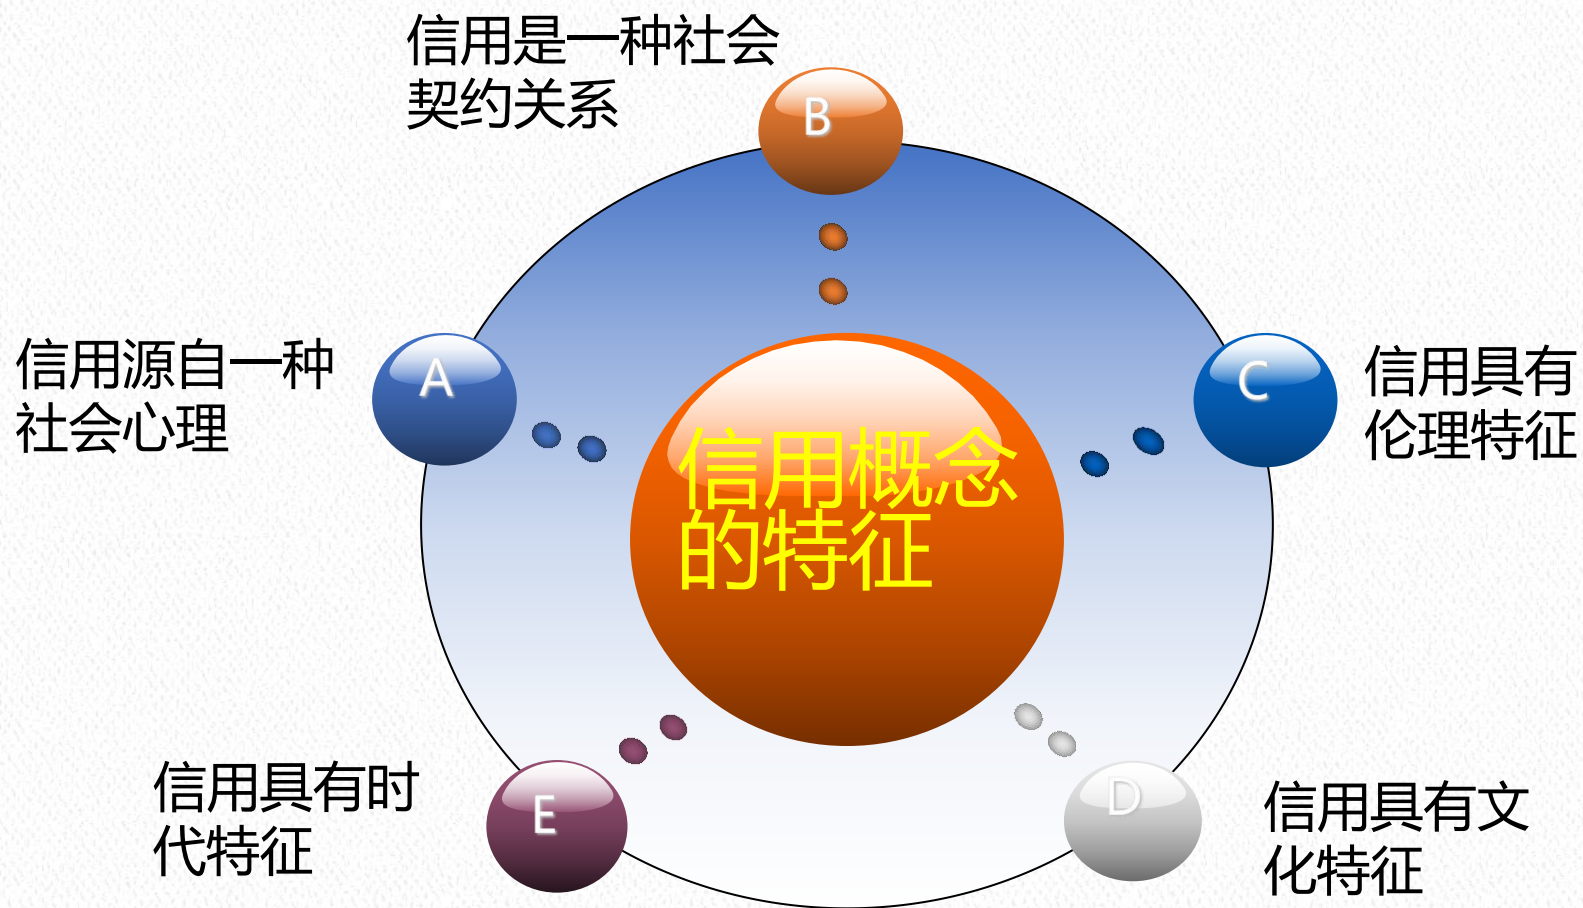 信用是一种社会
契约关系
B
信用源自一种
社会心理
A
C
信用具有
伦理特征
信用概念
的特征
信用具有时
代特征
E
D
信用具有文
化特征